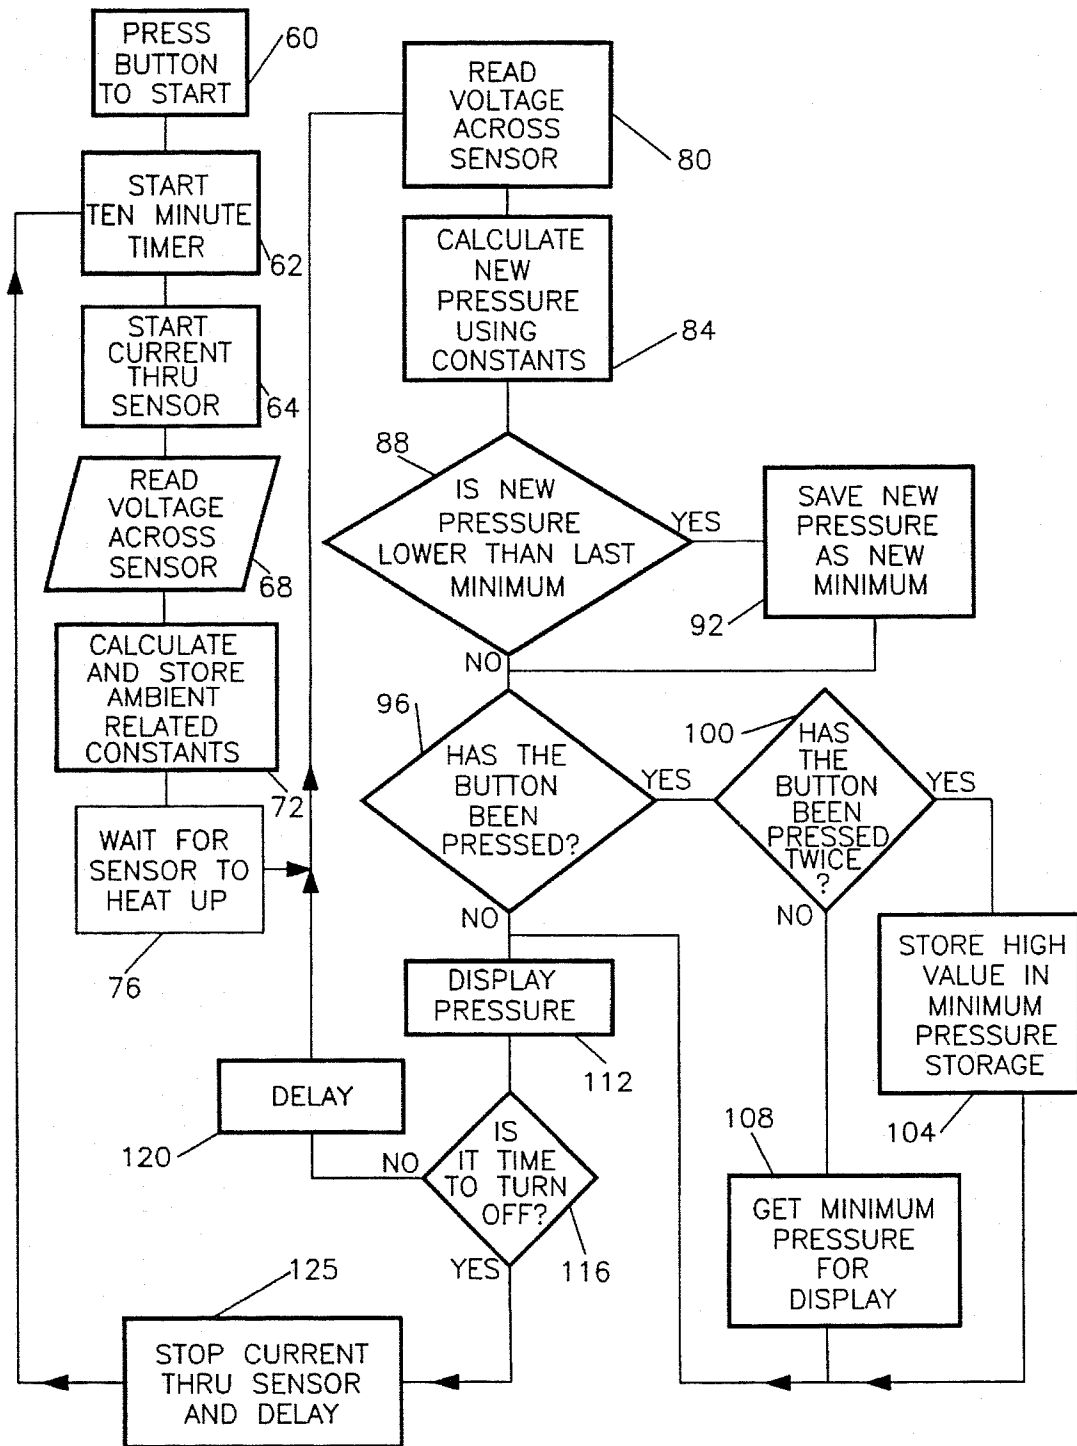 PRESS
BUTTON
TO START
60
START
TEN MINUTE
TIMER
62
START
CURRENT
THRU
SENSOR
64
READ
VOLTAGE
ACROSS
SENSOR
68
CALCULATE
AND STORE
AMBIENT
RELATED
CONSTANTS
72
WAIT FOR
SENSOR TO
HEAT UP
76
READ
VOLTAGE
ACROSS
SENSOR
80
CALCULATE
NEW
PRESSURE
USING
CONSTANTS
84
88
IS NEW
PRESSURE
LOWER THAN LAST
MINIMUM
YES
SAVE NEW
PRESSURE
AS NEW
MINIMUM
92
NO
96
HAS THE
BUTTON
BEEN
PRESSED?
YES
100
HAS
THE
BUTTON
BEEN
PRESSED
TWICE
?
YES
NO
NO
STORE HIGH
VALUE IN
MINIMUM
PRESSURE
STORAGE
104
108
GET MINIMUM
PRESSURE
FOR
DISPLAY
DISPLAY
PRESSURE
112
IS
IT TIME
TO TURN
OFF?
116
NO
DELAY
120
YES
125
STOP CURRENT
THRU SENSOR
AND DELAY